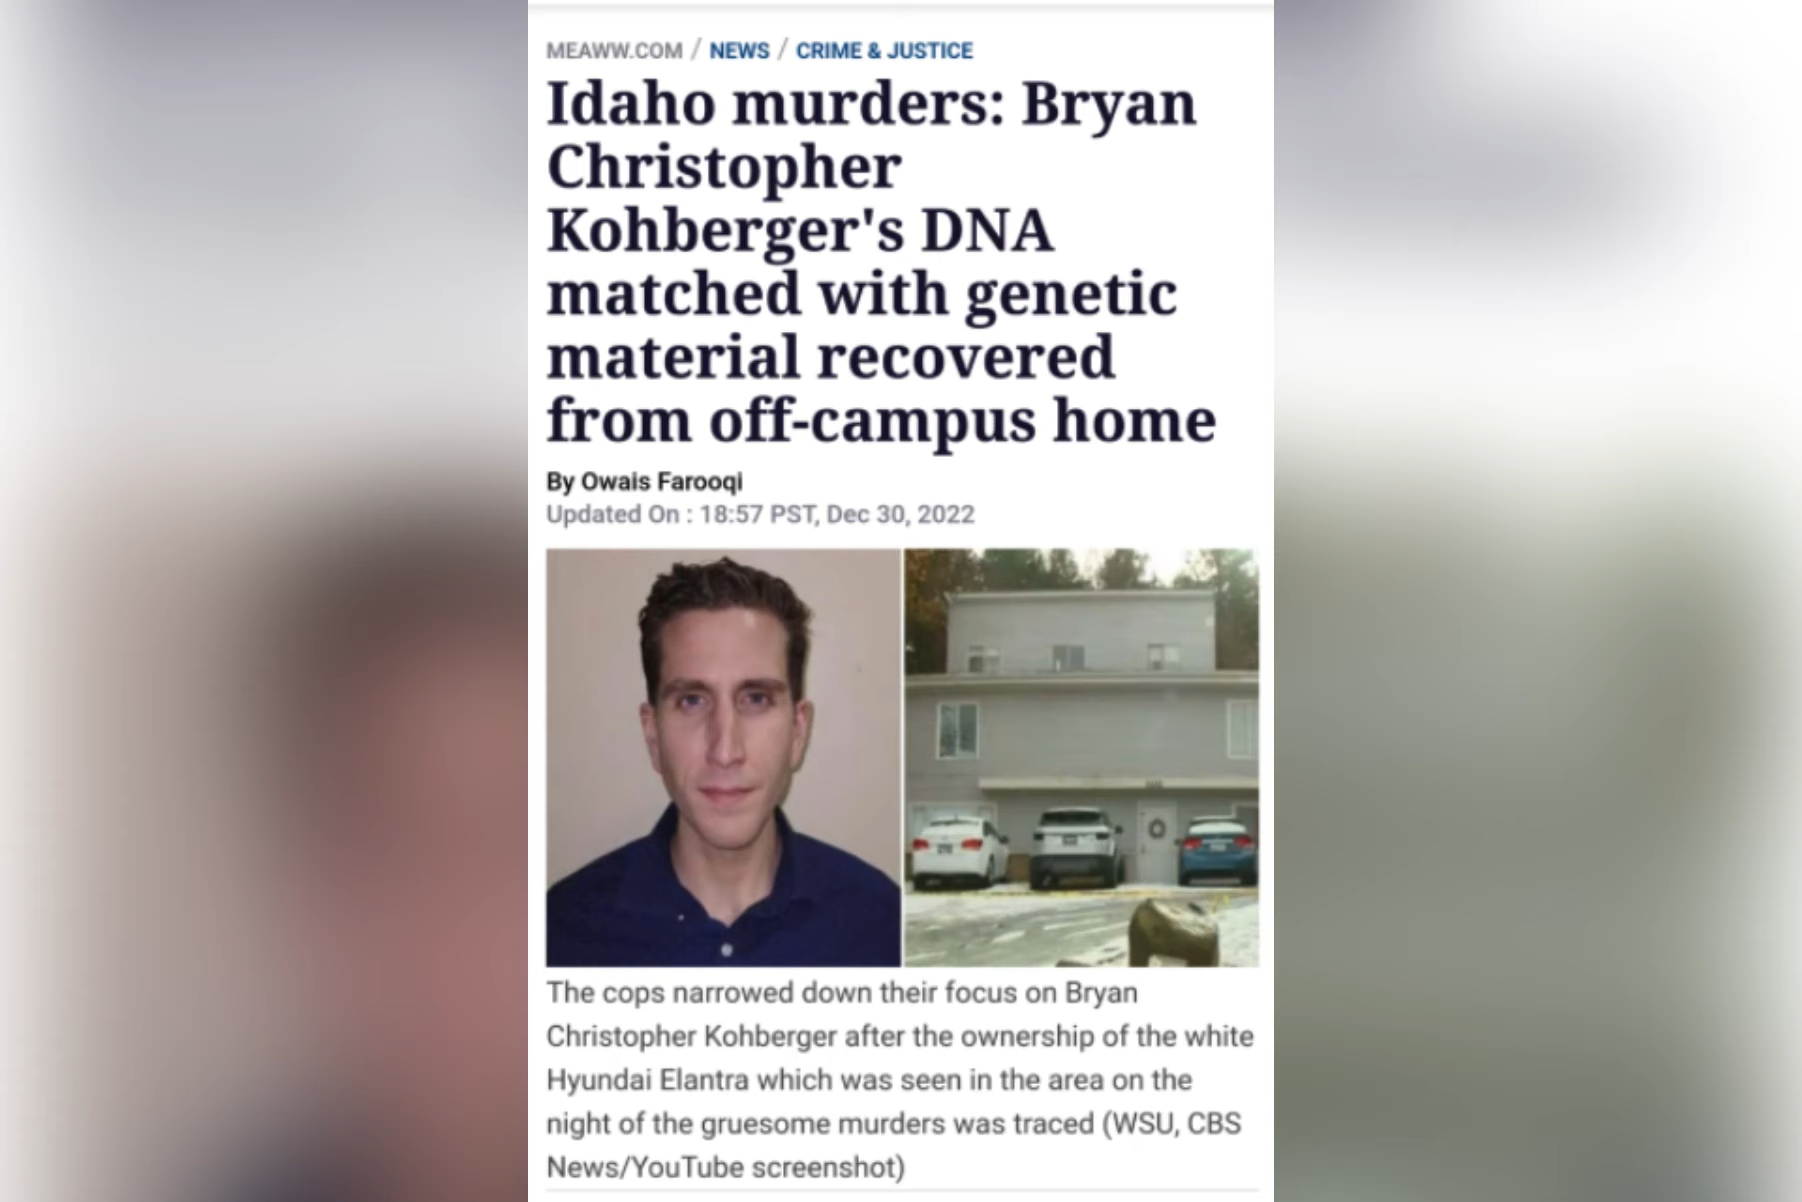 MEAWW.COM / NEWS / CRIME & JUSTICE
Idaho murders: Bryan
Christopher
Kohberger's DNA
matched with genetic
material recovered
from off-campus home
By Owais Farooqi
Updated On : 18:57 PST, Dec 30, 2022
The cops narrowed down their focus on Bryan
Christopher Kohberger after the ownership of the white
Hyundai Elantra which was seen in the area on the
night of the gruesome murders was traced (WSU, CBS
News/YouTube screenshot)